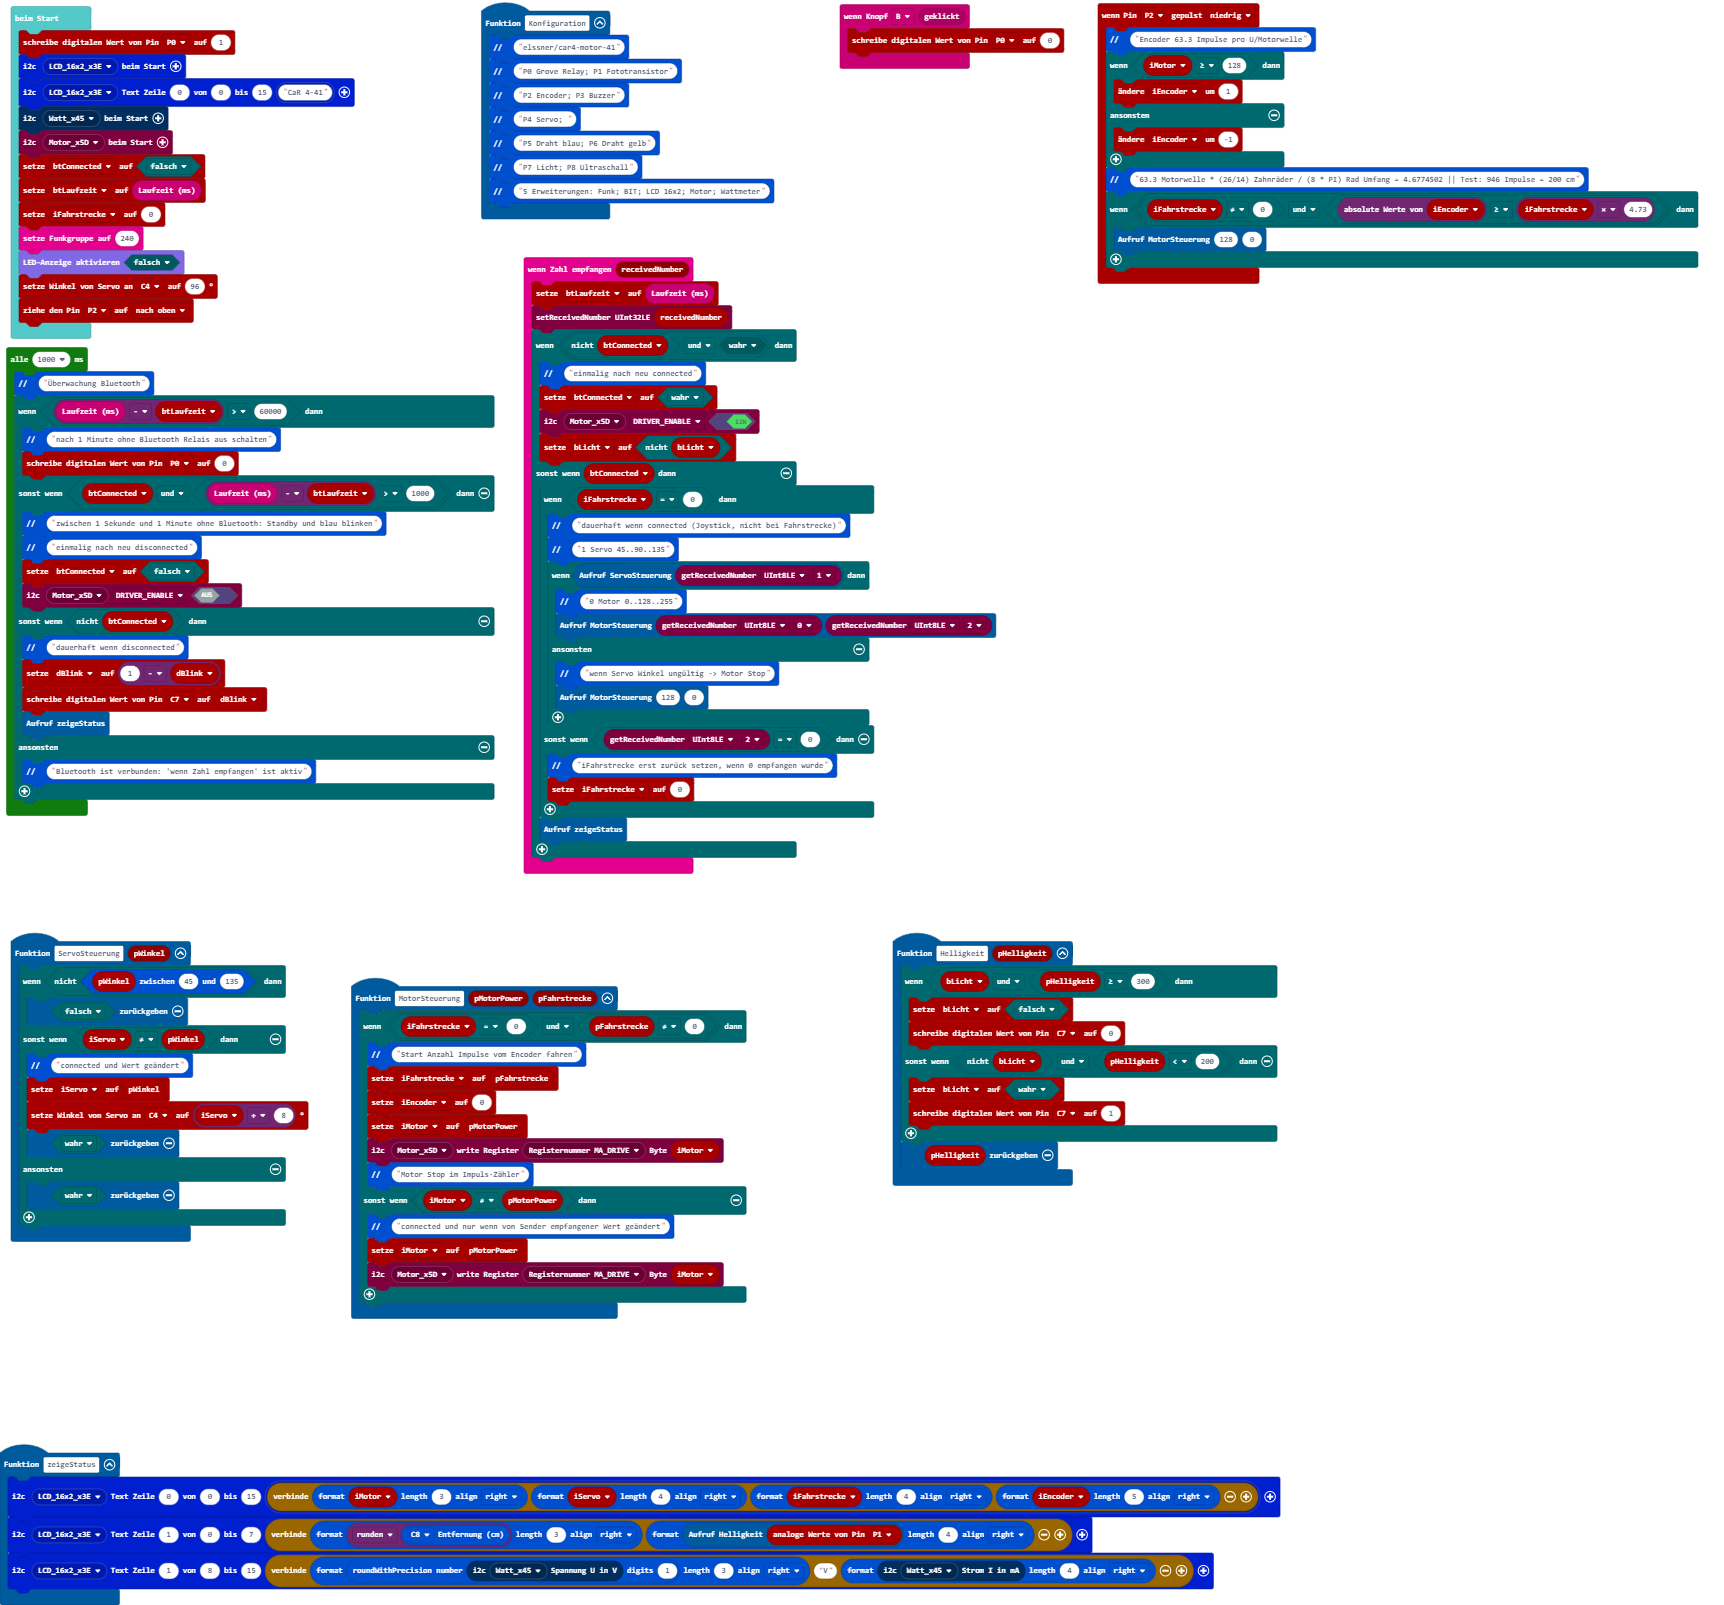 beim Start
schreibe digitalen Wert von Pin P0 auf 1
i2c LCD_16x2_x3E beim Start
i2c LCD_16x2_x3E Text Zeile 0 von 0 bis 15 "CaR 4-41"
i2c Watt_x45 beim Start
i2c Motor_x5D beim Start
setze btConnected auf falsch
setze btLaufzeit auf Laufzeit (ms)
setze iFahrstrecke auf 0
setze Funkgruppe auf 240
LED-Anzeige aktivieren falsch
setze Winkel von Servo an C4 auf 96 °
ziehe den Pin P2 auf nach oben
Funktion Konfiguration
// "elssner/car4-motor-41"
// "P0 Grove Relay; P1 Fototransistor"
// "P2 Encoder; P3 Buzzer"
// "P4 Servo; "
// "P5 Draht blau; P6 Draht gelb"
// "P7 Licht; P8 Ultraschall"
// "5 Erweiterungen: Funk; BIT; LCD 16x2; Motor; Wattmeter"
wenn Knopf B geklickt
schreibe digitalen Wert von Pin P0 auf 0
wenn Pin P2 gepulst niedrig
// "Encoder 63.3 Impulse pro U/Motorwelle"
wenn iMotor ≥ 128 dann
ändere iEncoder um 1
ansonsten
ändere iEncoder um -1
// "63.3 Motorwelle * (26/14) Zahnräder / (8 * PI) Rad Umfang = 4.6774502 || Test: 946 Impulse = 200 cm"
wenn iFahrstrecke ≠ 0 und absolute Werte von iEncoder ≥ iFahrstrecke × 4.73 dann
Aufruf MotorSteuerung 128 0
alle 1000 ms
// "Überwachung Bluetooth"
wenn Laufzeit (ms) - btLaufzeit > 60000 dann
// "nach 1 Minute ohne Bluetooth Relais aus schalten"
schreibe digitalen Wert von Pin P0 auf 0
sonst wenn btConnected und Laufzeit (ms) - btLaufzeit > 1000 dann
// "zwischen 1 Sekunde und 1 Minute ohne Bluetooth: Standby und blau blinken"
// "einmalig nach neu disconnected"
setze btConnected auf falsch
i2c Motor_x5D DRIVER_ENABLE AUS
sonst wenn nicht btConnected dann
// "dauerhaft wenn disconnected"
setze dBlink auf 1 - dBlink
schreibe digitalen Wert von Pin C7 auf dBlink
Aufruf zeigeStatus
ansonsten
// "Bluetooth ist verbunden: 'wenn Zahl empfangen' ist aktiv"
wenn Zahl empfangen receivedNumber
setze btLaufzeit auf Laufzeit (ms)
setReceivedNumber UInt32LE receivedNumber
wenn nicht btConnected und wahr dann
// "einmalig nach neu connected"
setze btConnected auf wahr
i2c Motor_x5D DRIVER_ENABLE
setze bLicht auf nicht bLicht
sonst wenn btConnected dann
wenn iFahrstrecke = 0 dann
// "dauerhaft wenn connected (Joystick, nicht bei Fahrstrecke)"
// "1 Servo 45..90..135"
wenn Aufruf ServoSteuerung getReceivedNumber UInt8LE 1 dann
// "0 Motor 0..128..255"
Aufruf MotorSteuerung getReceivedNumber UInt8LE 0 getReceivedNumber UInt8LE 2
ansonsten
// "wenn Servo Winkel ungültig -> Motor Stop"
Aufruf MotorSteuerung 128 0
sonst wenn getReceivedNumber UInt8LE 2 = 0 dann
// "iFahrstrecke erst zurück setzen, wenn 0 empfangen wurde"
setze iFahrstrecke auf 0
Aufruf zeigeStatus
Funktion ServoSteuerung pWinkel
wenn nicht pWinkel zwischen 45 und 135 dann
falsch zurückgeben
sonst wenn iServo ≠ pWinkel dann
// "connected und Wert geändert"
setze iServo auf pWinkel
setze Winkel von Servo an C4 auf iServo + 8 °
wahr zurückgeben
ansonsten
wahr zurückgeben
Funktion MotorSteuerung pMotorPower pFahrstrecke
wenn iFahrstrecke = 0 und pFahrstrecke ≠ 0 dann
// "Start Anzahl Impulse vom Encoder fahren"
setze iFahrstrecke auf pFahrstrecke
setze iEncoder auf 0
setze iMotor auf pMotorPower
i2c Motor_x5D write Register Registernummer MA_DRIVE Byte iMotor
// "Motor Stop im Impuls-Zähler"
sonst wenn iMotor ≠ pMotorPower dann
// "connected und nur wenn von Sender empfangener Wert geändert"
setze iMotor auf pMotorPower
i2c Motor_x5D write Register Registernummer MA_DRIVE Byte iMotor
Funktion Helligkeit pHelligkeit
wenn bLicht und pHelligkeit ≥ 300 dann
setze bLicht auf falsch
schreibe digitalen Wert von Pin C7 auf 0
sonst wenn nicht bLicht und pHelligkeit < 200 dann
setze bLicht auf wahr
schreibe digitalen Wert von Pin C7 auf 1
pHelligkeit zurückgeben
Funktion zeigeStatus
i2c LCD_16x2_x3E Text Zeile 0 von 0 bis 15 verbinde format iMotor length 3 align right format iServo length 4 align right format iFahrstrecke length 4 align right format iEncoder length 5 align right
i2c LCD_16x2_x3E Text Zeile 1 von 0 bis 7 verbinde format runden C8 Entfernung (cm) length 3 align right format Aufruf Helligkeit analoge Werte von Pin P1 length 4 align right
i2c LCD_16x2_x3E Text Zeile 1 von 8 bis 15 verbinde format roundWithPrecision number i2c Watt_x45 Spannung U in V digits 1 length 3 align right "V" format i2c Watt_x45 Strom I in mA length 4 align right